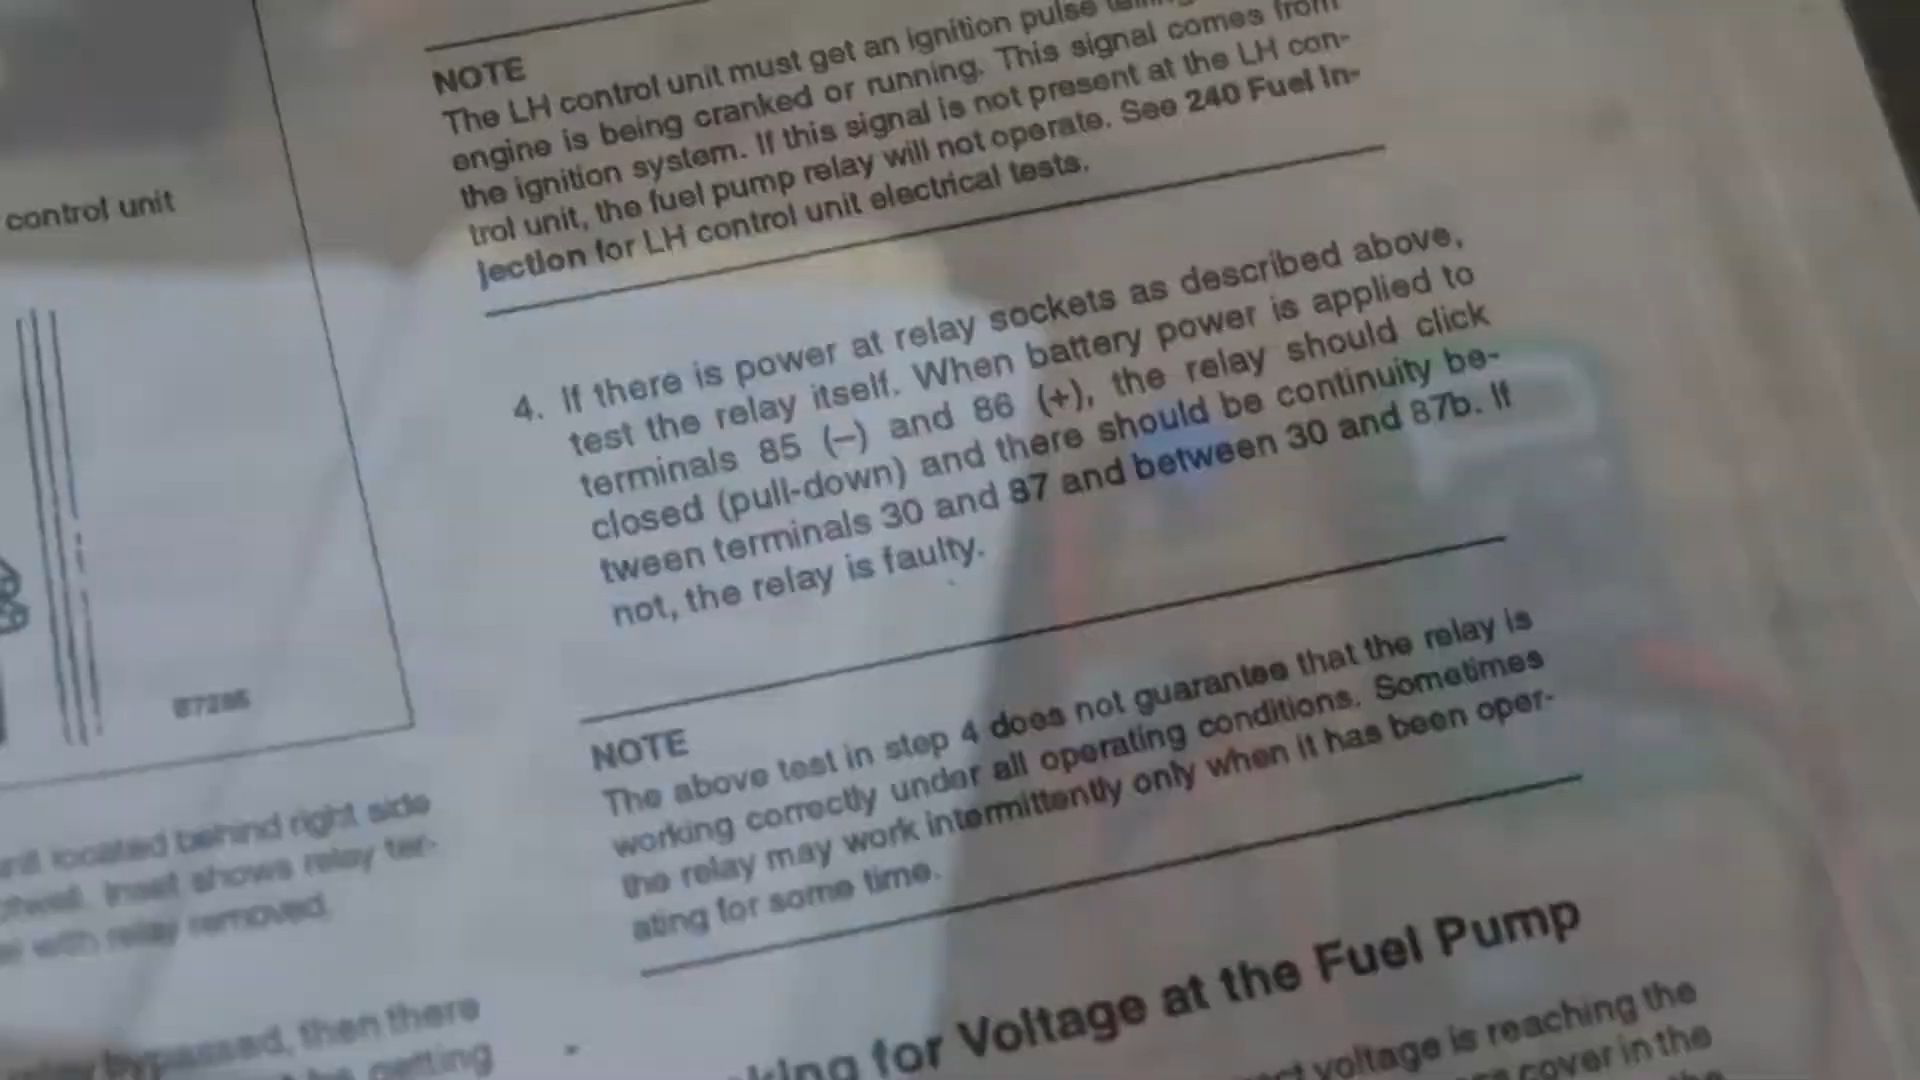 control unit
B7286
unit located behind right side
footwell. Inset shows relay ter-
with relay removed.
relay bypassed, then there
be getting
NOTE
The LH control unit must get an ignition pulse
engine is being cranked or running. This signal comes from
the ignition system. If this signal is not present at the LH con-
trol unit, the fuel pump relay will not operate. See 240 Fuel In-
jection for LH control unit electrical tests.
4. If there is power at relay sockets as described above,
test the relay itself. When battery power is applied to
terminals 85 (−) and 86 (+), the relay should click
closed (pull-down) and there should be continuity be-
tween terminals 30 and 87 and between 30 and 87b. If
not, the relay is faulty.
NOTE
The above test in step 4 does not guarantee that the relay is
working correctly under all operating conditions. Sometimes
the relay may work intermittently only when it has been oper-
ating for some time.
for Voltage at the Fuel Pump
voltage is reaching the
cover in the
the